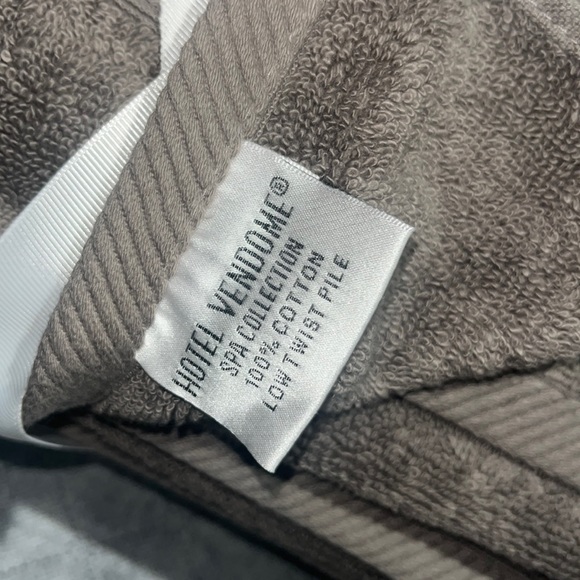 HOTEL VENDOME®
SPA COLLECTION
100% COTTON
LOW TWIST PILE